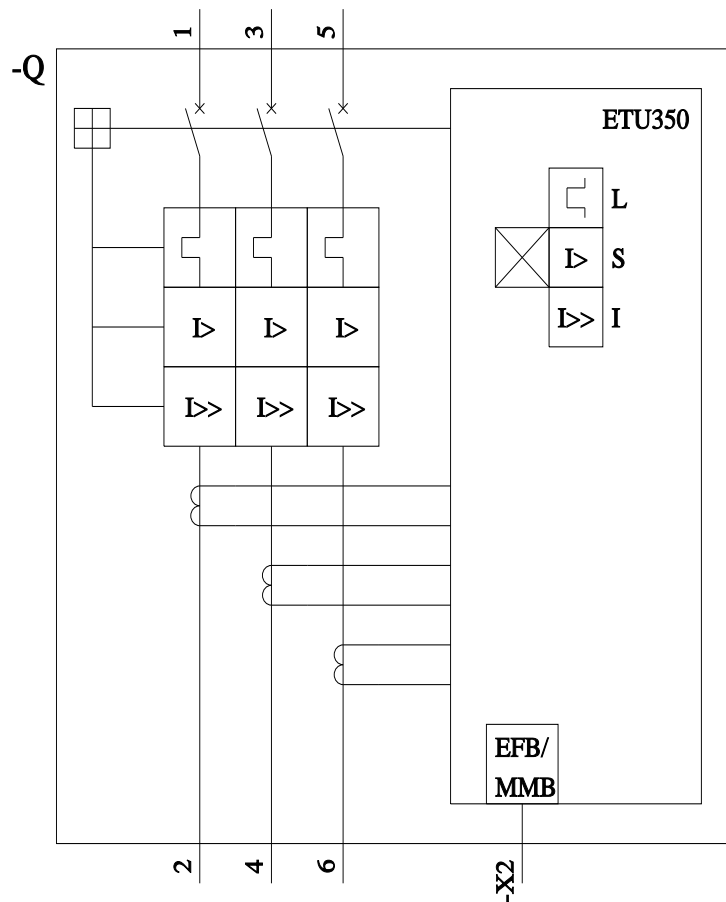 1 3 5
-Q
ETU350
L
I> S
I> I> I> I>> I
I>> I>> I>>
EFB/
MMB
2 4 6 -X2